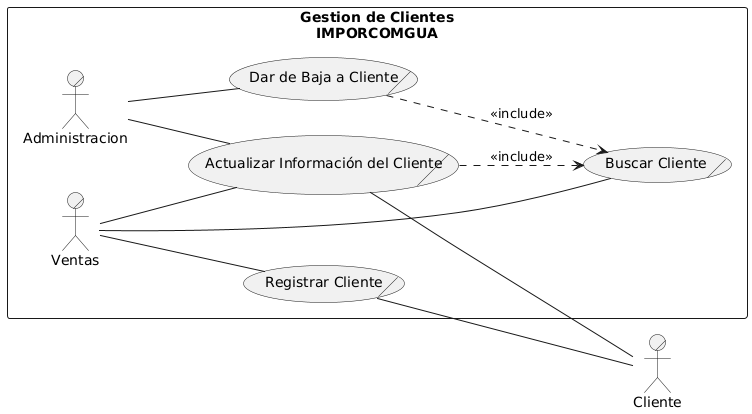 Gestion de Clientes
IMPORCOMGUA
Dar de Baja a Cliente
«include»
Administracion
Actualizar Información del Cliente
«include»
Buscar Cliente
Ventas
Registrar Cliente
Cliente